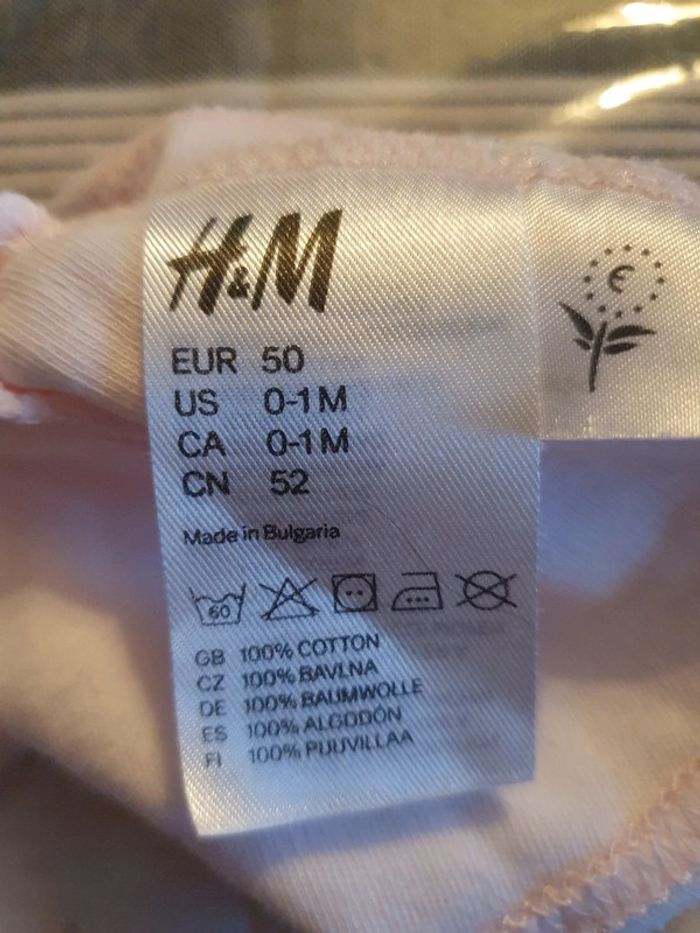 H&M
EUR 50
US 0-1M
CA 0-1M
CN 52
Made in Bulgaria
60
GB 100% COTTON
CZ 100% BAVLNA
DE 100% BAUMWOLLE
ES 100% ALGODÓN
FI 100% PUUVILLAA